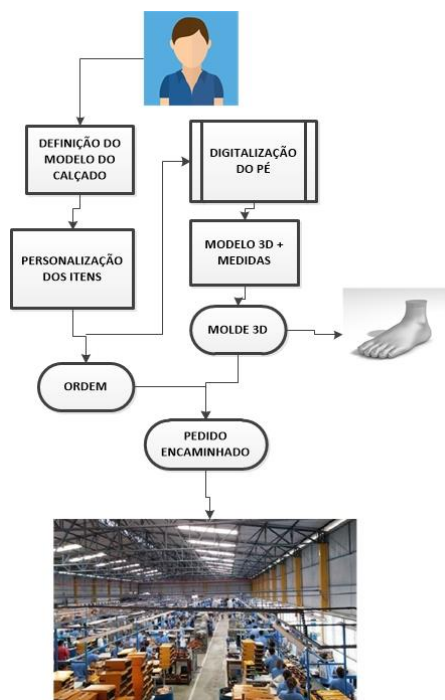 DEFINIÇÃO DO
MODELO DO
CALÇADO
DIGITALIZAÇÃO
DO PÉ
PERSONALIZAÇÃO
DOS ITENS
MODELO 3D +
MEDIDAS
MOLDE 3D
ORDEM
PEDIDO
ENCAMINHADO